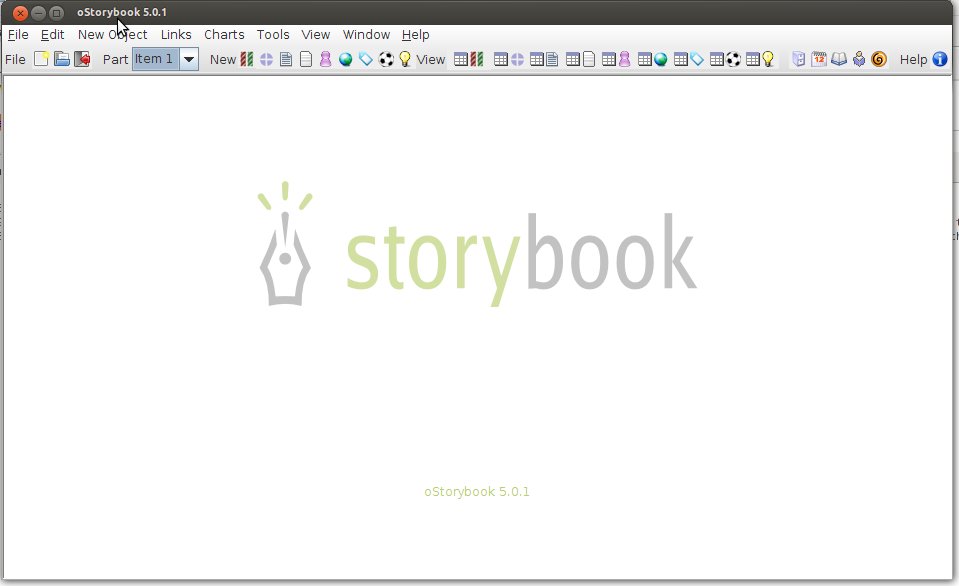 oStorybook 5.0.1
File Edit New Object Links Charts Tools View Window Help
File Part Item 1 New View 12 Help
storybook
oStorybook 5.0.1